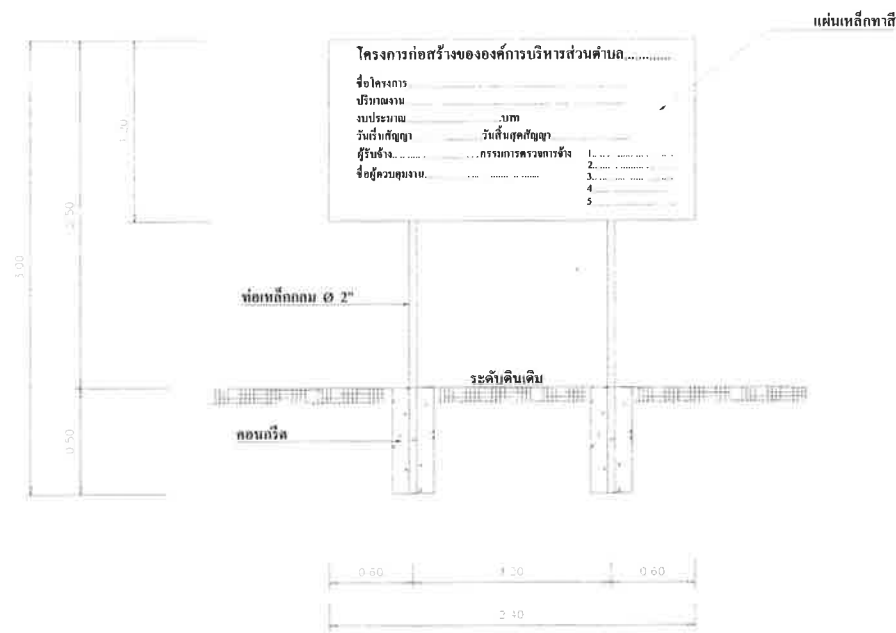 แผ่นเหล็กทาสี
โครงการก่อสร้างขององค์การบริหารส่วนตำบล............
ชื่อโครงการ
ปริมาณงาน
งบประมาณ บาท
วันเริ่มสัญญา วันสิ้นสุดสัญญา
ผู้รับจ้าง......... ....กรรมการตรวจการจ้าง 1.
ชื่อผู้ควบคุมงาน. 2.
3.
4
5
1.20
2.50
3.00
ท่อเหล็กกลม Ø 2"
ระดับดินเดิม
คอนกรีต
0.50
0.60 1.20 0.60
2.40